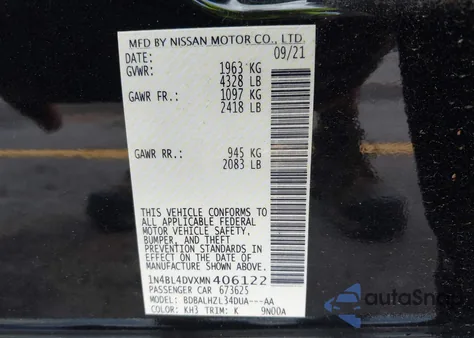 MFD BY NISSAN MOTOR CO., LTD.
DATE: 09/21
GVWR: 1963 KG
4328 LB
GAWR FR.: 1097 KG
2418 LB
GAWR RR.: 945 KG
2083 LB
THIS VEHICLE CONFORMS TO
ALL APPLICABLE FEDERAL
MOTOR VEHICLE SAFETY,
BUMPER, AND THEFT
PREVENTION STANDARDS IN
EFFECT ON THE DATE OF
MANUFACTURE SHOWN ABOVE.
1N4BL4DVXMN406122
PASSENGER CAR 673625
MODEL: BDBALHZL34DUA---AA
COLOR: KH3 TRIM: K 9N00A
autoSnap